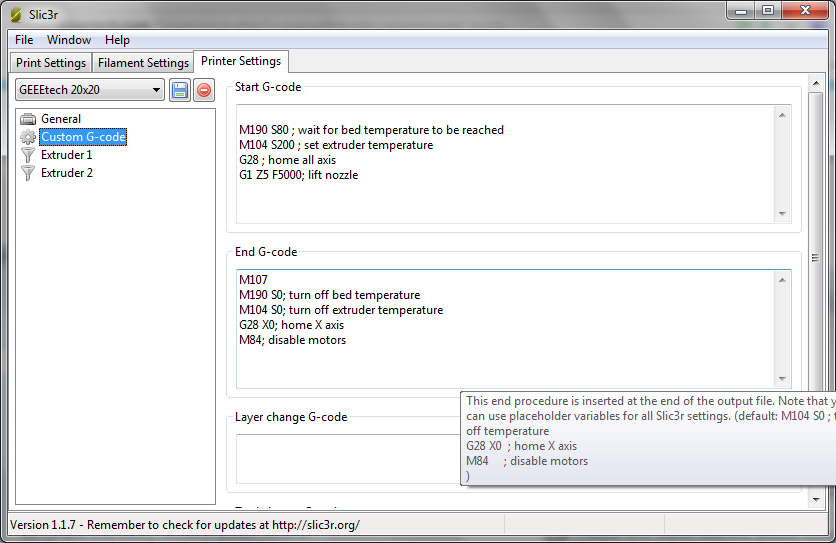 Slic3r
File Window Help
Print Settings Filament Settings Printer Settings
GEEEtech 20x20
General
Custom G-code
Extruder 1
Extruder 2
Start G-code
M190 S80 ; wait for bed temperature to be reached
M104 S200 ; set extruder temperature
G28 ; home all axis
G1 Z5 F5000; lift nozzle
End G-code
M107
M190 S0; turn off bed temperature
M104 S0; turn off extruder temperature
G28 X0; home X axis
M84; disable motors
This end procedure is inserted at the end of the output file. Note that
can use placeholder variables for all Slic3r settings. (default: M104 S0 ;
off temperature
G28 X0 ; home X axis
M84 ; disable motors
)
Layer change G-code
Version 1.1.7 - Remember to check for updates at http://slic3r.org/